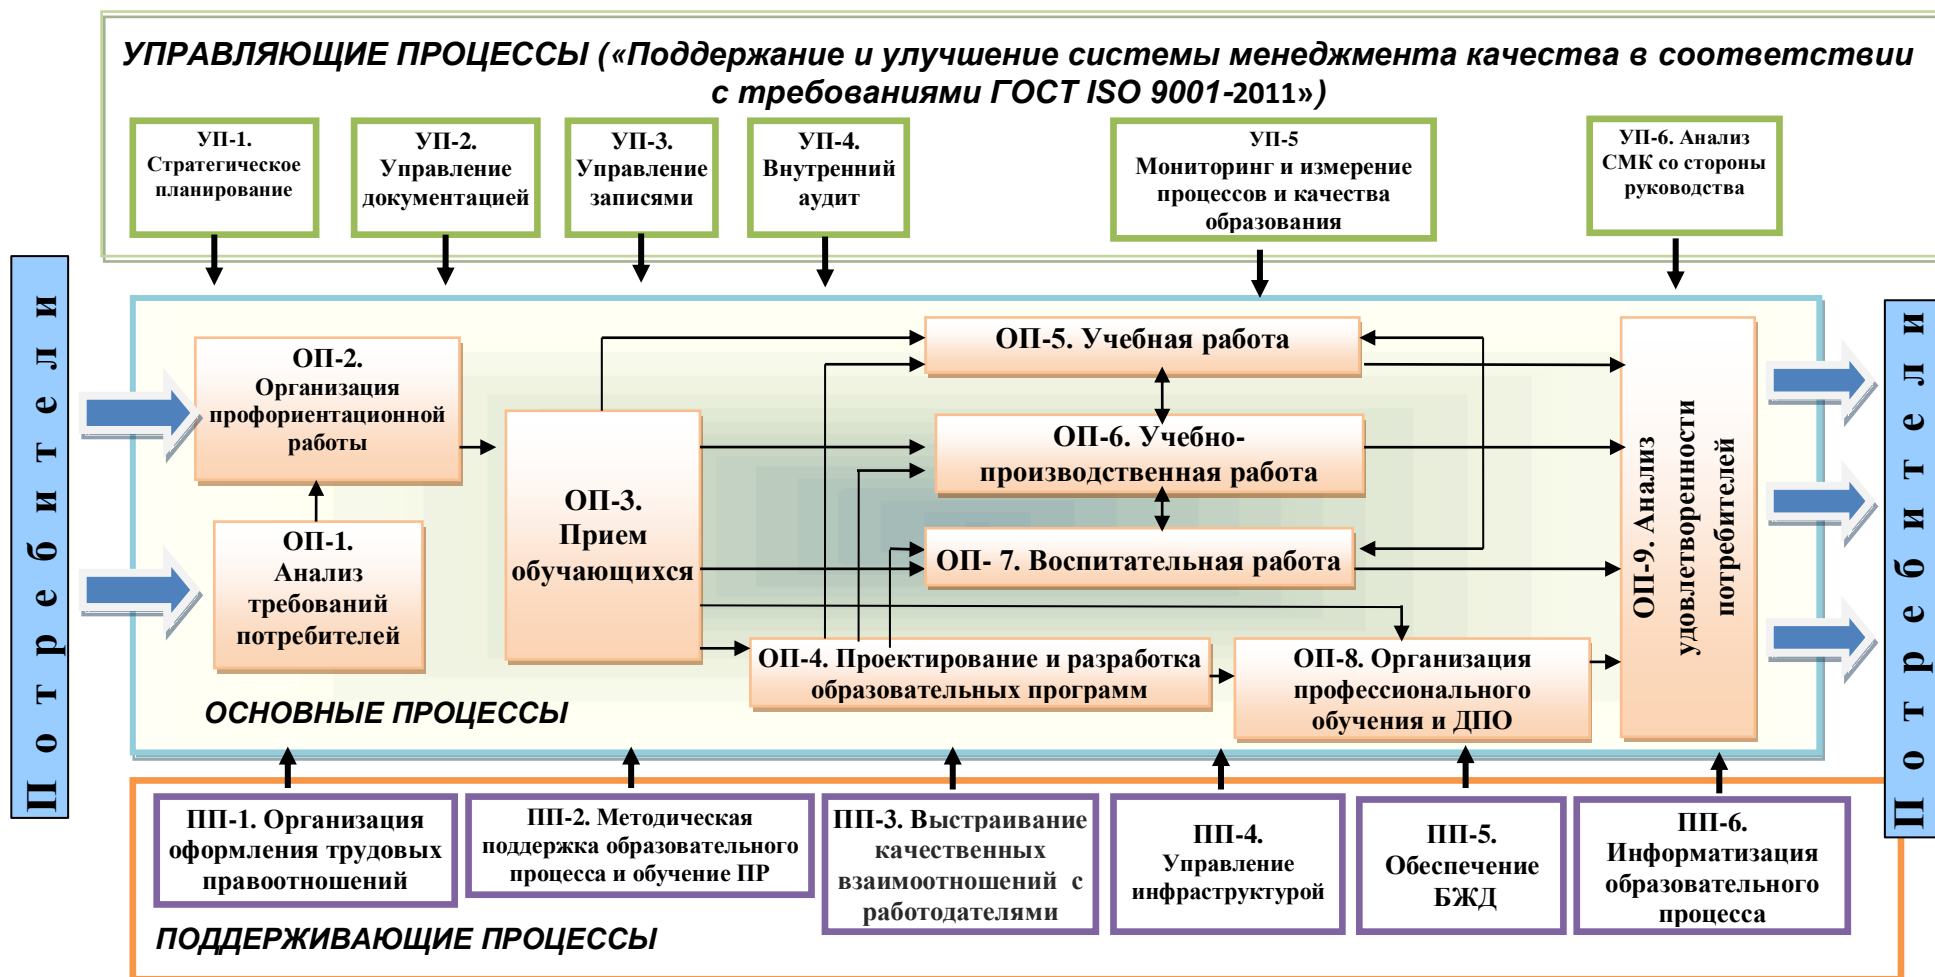 УПРАВЛЯЮЩИЕ ПРОЦЕССЫ («Поддержание и улучшение системы менеджмента качества в соответствии
с требованиями ГОСТ ISO 9001-2011»)
УП-1.
Стратегическое
планирование
УП-2.
Управление
документацией
УП-3.
Управление
записями
УП-4.
Внутренний
аудит
УП-5
Мониторинг и измерение
процессов и качества
образования
УП-6. Анализ
СМК со стороны
руководства
Потребители
ОП-2.
Организация
профориентационной
работы
ОП-1.
Анализ
требований
потребителей
ОП-3.
Прием
обучающихся
ОП-5. Учебная работа
ОП-6. Учебно-
производственная работа
ОП- 7. Воспитательная работа
ОП-4. Проектирование и разработка
образовательных программ
ОП-8. Организация
профессионального
обучения и ДПО
ОП-9. Анализ
удовлетворенности
потребителей
Потребители
ОСНОВНЫЕ ПРОЦЕССЫ
ПП-1. Организация
оформления трудовых
правоотношений
ПП-2. Методическая
поддержка образовательного
процесса и обучение ПР
ПП-3. Выстраивание
качественных
взаимоотношений с
работодателями
ПП-4.
Управление
инфраструктурой
ПП-5.
Обеспечение
БЖД
ПП-6.
Информатизация
образовательного
процесса
ПОДДЕРЖИВАЮЩИЕ ПРОЦЕССЫ